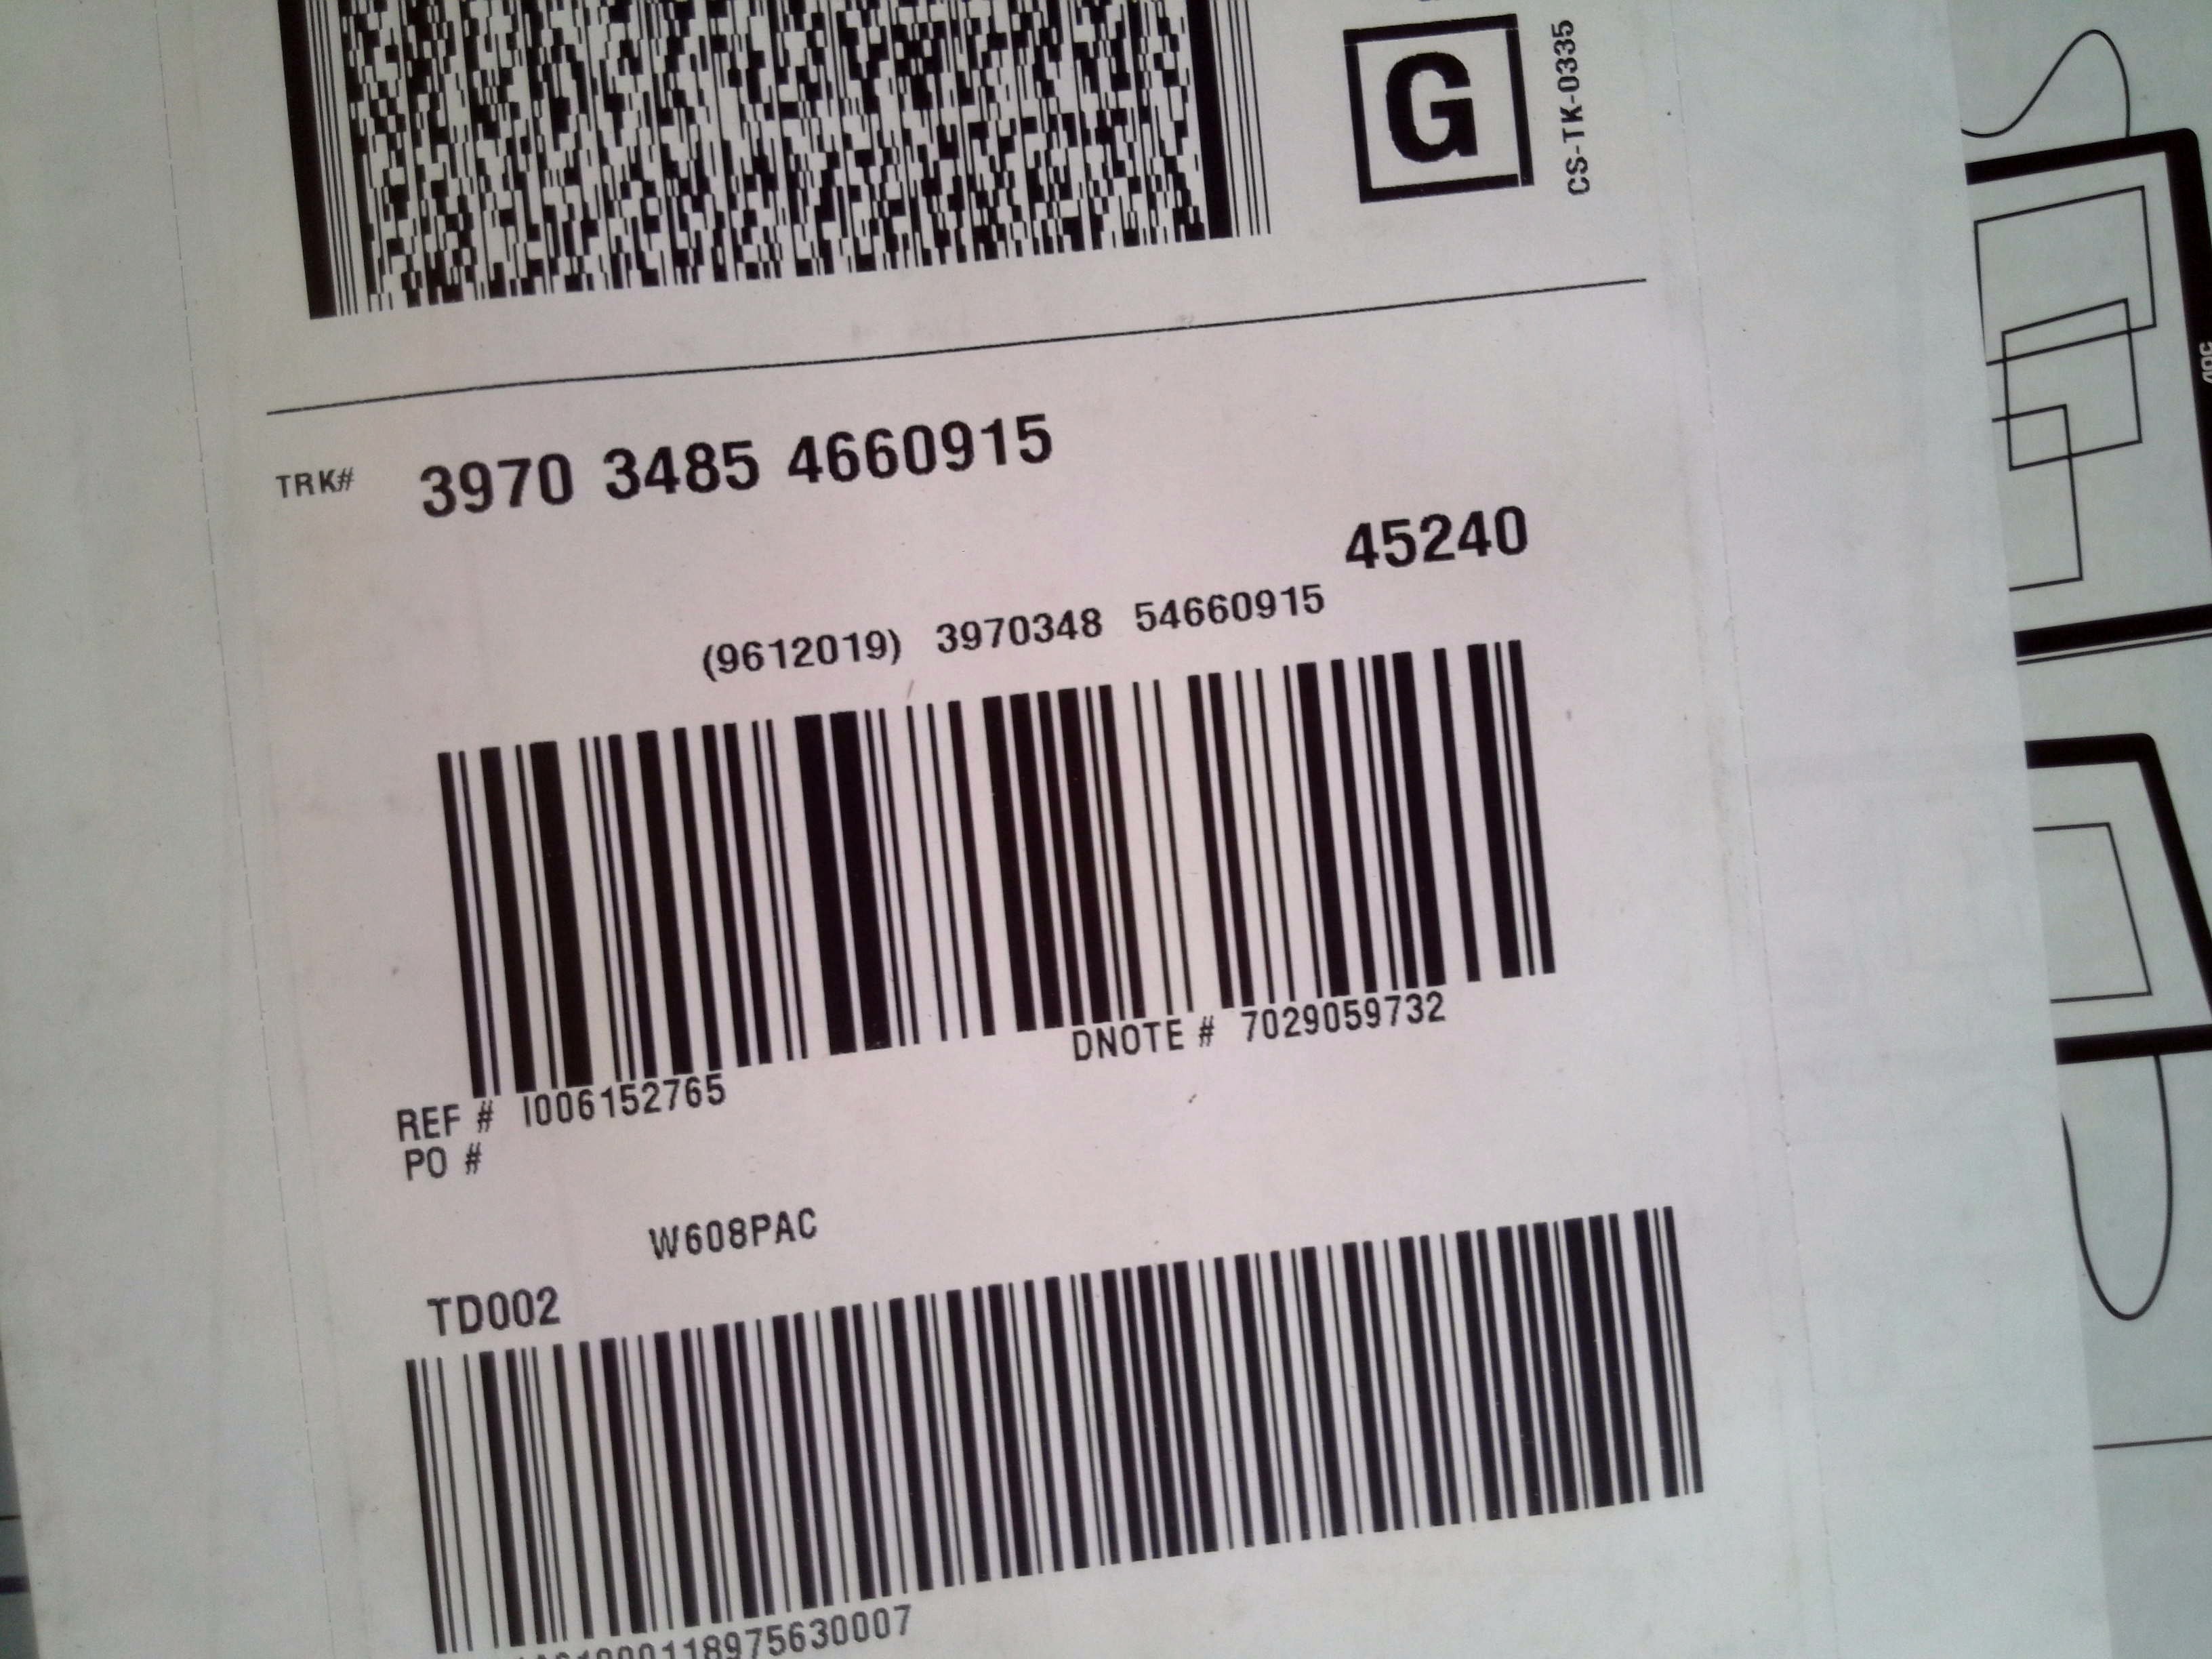 G
CS-TK-0335
TRK# 3970 3485 4660915
45240
(9612019) 3970348 54660915
DNOTE # 7029059732
REF # I006152765
PO #
W608PAC
TD002